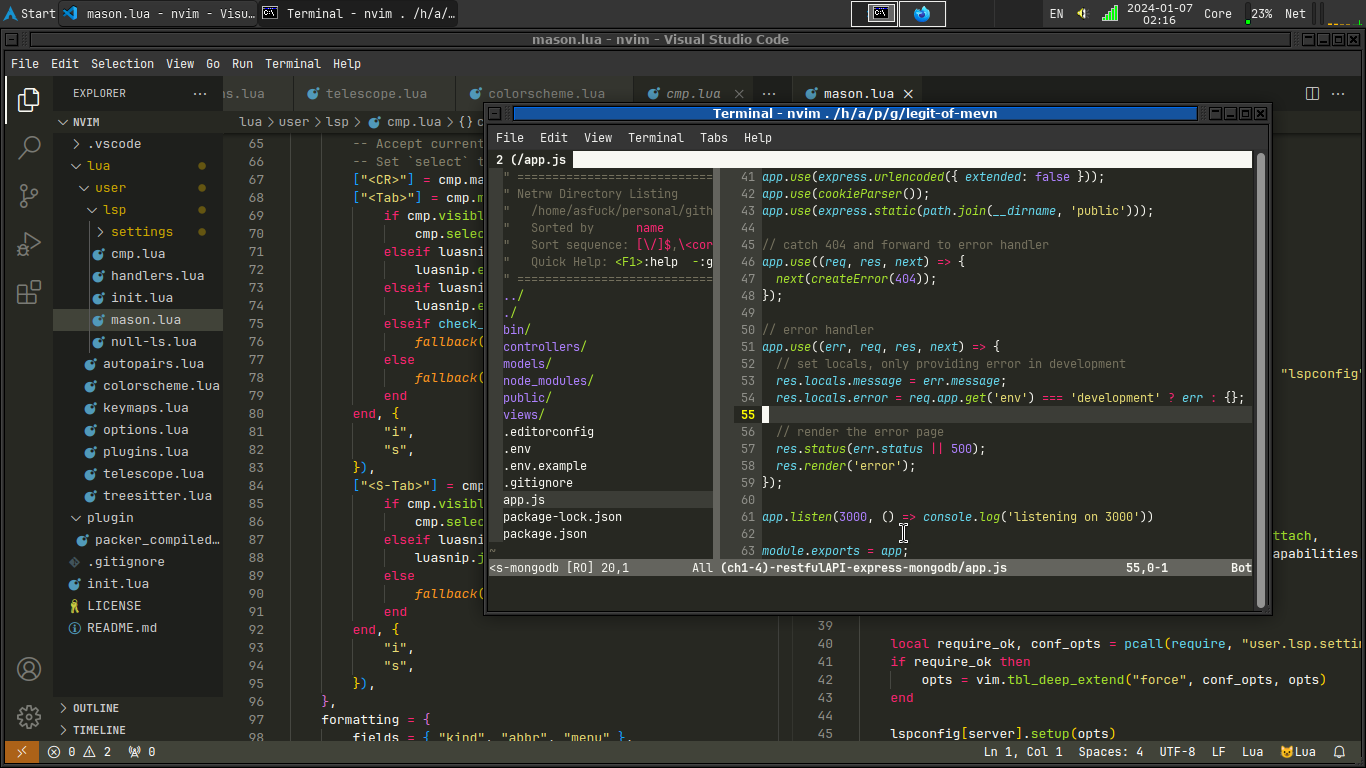 Start
mason.lua - nvim - Visu…
Terminal - nvim . /h/a/…
EN
2024-01-07
02:16
Core
23%
Net
mason.lua - nvim - Visual Studio Code
File Edit Selection View Go Run Terminal Help
EXPLORER
NVIM
.vscode
lua
user
lsp
settings
cmp.lua
handlers.lua
init.lua
mason.lua
null-ls.lua
autopairs.lua
colorscheme.lua
keymaps.lua
options.lua
plugins.lua
telescope.lua
treesitter.lua
plugin
packer_compiled…
.gitignore
init.lua
LICENSE
README.md
OUTLINE
TIMELINE
s.lua
telescope.lua
colorscheme.lua
cmp.lua
mason.lua
lua > user > lsp > cmp.lua > {} c
65 -- Accept current
66 -- Set `select` t
67 ["<CR>"] = cmp.ma
68 ["<Tab>"] = cmp.m
69 if cmp.visibl
70 cmp.selec
71 elseif luasni
72 luasnip.e
73 elseif luasni
74 luasnip.e
75 elseif check_
76 fallback(
77 else
78 fallback(
79 end
80 end, {
81 "i",
82 "s",
83 }),
84 ["<S-Tab>"] = cmp
85 if cmp.visibl
86 cmp.selec
87 elseif luasni
88 luasnip.j
89 else
90 fallback(
91 end
92 end, {
93 "i",
94 "s",
95 }),
96 },
97 formatting = {
98 fields = { "kind", "abbr", "menu" },
Terminal - nvim . /h/a/p/g/legit-of-mevn
File Edit View Terminal Tabs Help
2 (/app.js
" ============================
" Netrw Directory Listing
" /home/asfuck/personal/gith
" Sorted by name
" Sort sequence: [\/]$,\<cor
" Quick Help: <F1>:help -:g
" ============================
../
./
bin/
controllers/
models/
node_modules/
public/
views/
.editorconfig
.env
.env.example
.gitignore
app.js
package-lock.json
package.json
~
<s-mongodb [RO] 20,1 All
41 app.use(express.urlencoded({ extended: false }));
42 app.use(cookieParser());
43 app.use(express.static(path.join(__dirname, 'public')));
44
45 // catch 404 and forward to error handler
46 app.use((req, res, next) => {
47 next(createError(404));
48 });
49
50 // error handler
51 app.use((err, req, res, next) => {
52 // set locals, only providing error in development
53 res.locals.message = err.message;
54 res.locals.error = req.app.get('env') === 'development' ? err : {};
55
56 // render the error page
57 res.status(err.status || 500);
58 res.render('error');
59 });
60
61 app.listen(3000, () => console.log('listening on 3000'))
62
63 module.exports = app;
(ch1-4)-restfulAPI-express-mongodb/app.js 55,0-1 Bot
"lspconfig"
ttach,
apabilities
39
40 local require_ok, conf_opts = pcall(require, "user.lsp.settin
41 if require_ok then
42 opts = vim.tbl_deep_extend("force", conf_opts, opts)
43 end
44
45 lspconfig[server].setup(opts)
0 2 0
Ln 1, Col 1 Spaces: 4 UTF-8 LF Lua 😺Lua